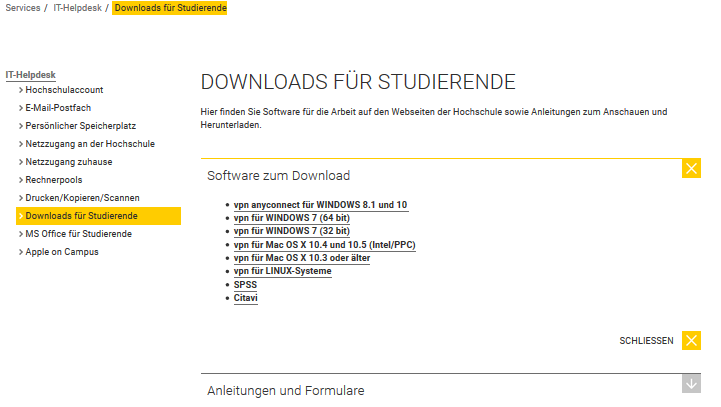 Services / IT-Helpdesk / Downloads für Studierende
IT-Helpdesk
Hochschulaccount
E-Mail-Postfach
Persönlicher Speicherplatz
Netzzugang an der Hochschule
Netzzugang zuhause
Rechnerpools
Drucken/Kopieren/Scannen
Downloads für Studierende
MS Office für Studierende
Apple on Campus
DOWNLOADS FÜR STUDIERENDE
Hier finden Sie Software für die Arbeit auf den Webseiten der Hochschule sowie Anleitungen zum Anschauen und
Herunterladen.
Software zum Download
vpn anyconnect für WINDOWS 8.1 und 10
vpn für WINDOWS 7 (64 bit)
vpn für WINDOWS 7 (32 bit)
vpn für Mac OS X 10.4 und 10.5 (Intel/PPC)
vpn für Mac OS X 10.3 oder älter
vpn für LINUX-Systeme
SPSS
Citavi
SCHLIESSEN
Anleitungen und Formulare